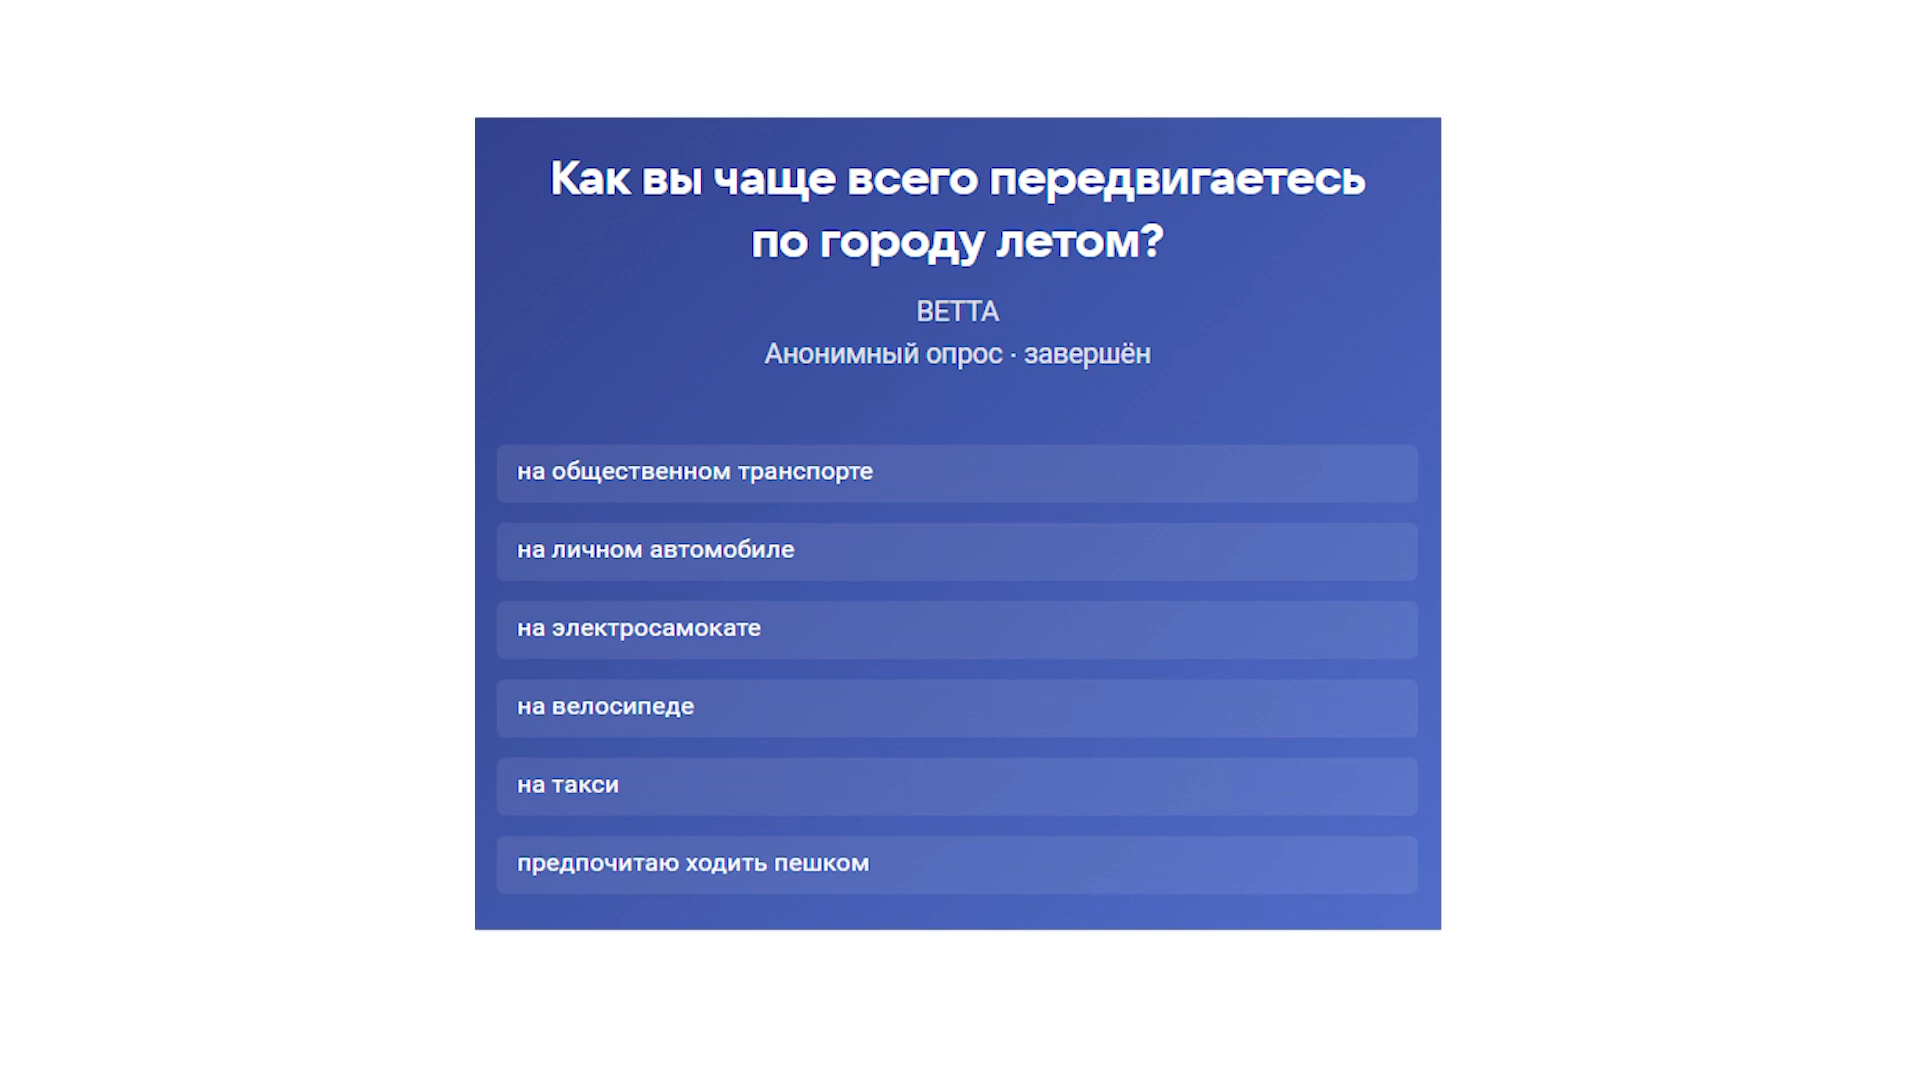 Как вы чаще всего передвигаетесь
по городу летом?
ВЕТТА
Анонимный опрос · завершён
на общественном транспорте
на личном автомобиле
на электросамокате
на велосипеде
на такси
предпочитаю ходить пешком